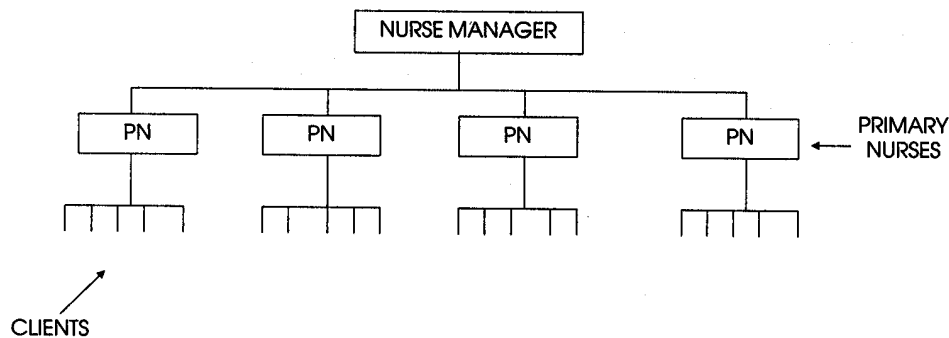 NURSE MANAGER
PN
PN
PN
PN
PRIMARY
NURSES
CLIENTS